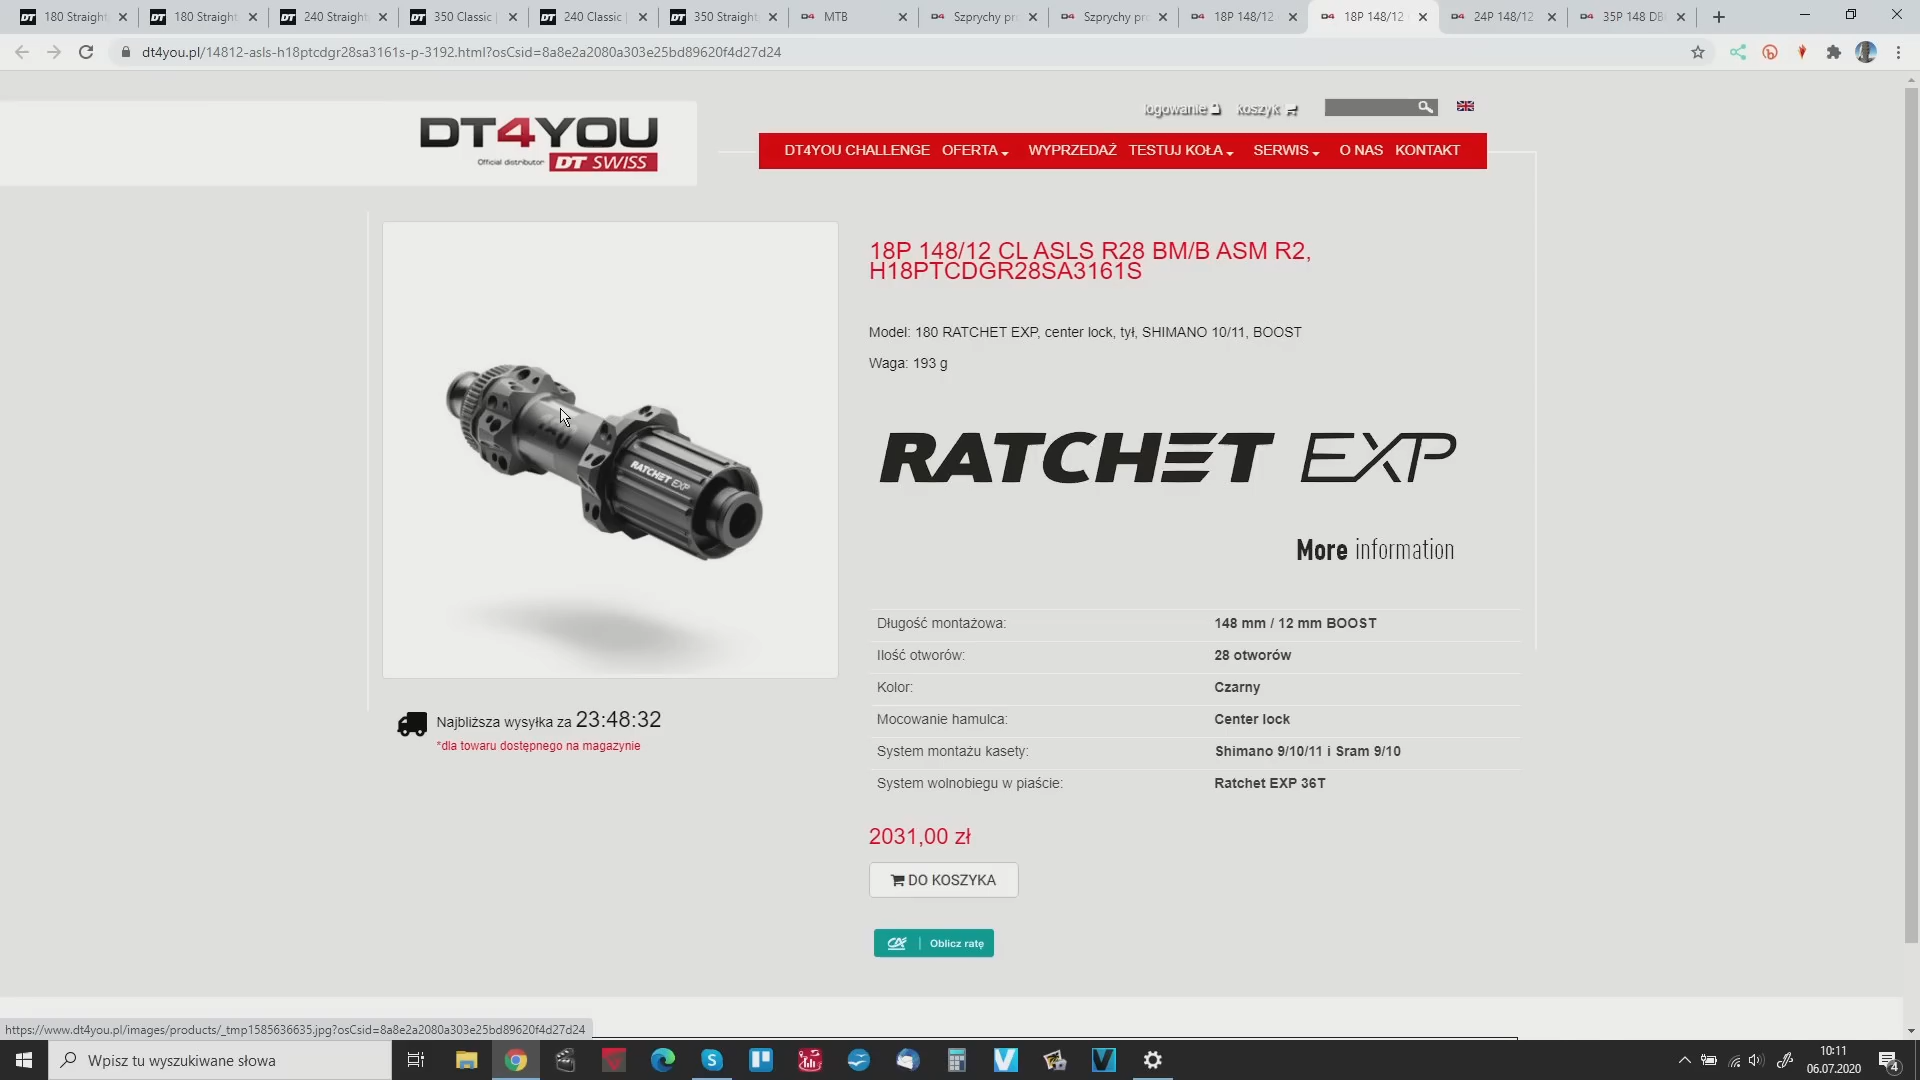 180 Straight
180 Straight
240 Straight
350 Classic
240 Classic
350 Straight
MTB
Szprychy pr
Szprychy pr
18P 148/12
18P 148/12
24P 148/12
35P 148 DB
dt4you.pl/14812-asls-h18ptcdgr28sa3161s-p-3192.html?osCsid=8a8e2a2080a303e25bd89620f4d27d24
logowanie
koszyk
DT4YOU
Official distributor DT SWISS
DT4YOU CHALLENGE OFERTA WYPRZEDAŻ TESTUJ KOŁA SERWIS O NAS KONTAKT
18P 148/12 CL ASLS R28 BM/B ASM R2,
H18PTCDGR28SA3161S
Model: 180 RATCHET EXP, center lock, tył, SHIMANO 10/11, BOOST
Waga: 193 g
RATCHET EXP
RATCHET EXP
More information
Długość montażowa: 148 mm / 12 mm BOOST
Ilość otworów: 28 otworów
Kolor: Czarny
Mocowanie hamulca: Center lock
System montażu kasety: Shimano 9/10/11 i Sram 9/10
System wolnobiegu w piaście: Ratchet EXP 36T
Najbliższa wysyłka za 23:48:32
*dla towaru dostępnego na magazynie
2031,00 zł
DO KOSZYKA
CA | Oblicz ratę
https://www.dt4you.pl/images/products/_tmp1585636635.jpg?osCsid=8a8e2a2080a303e25bd89620f4d27d24
Wpisz tu wyszukiwane słowa
10:11
06.07.2020
4